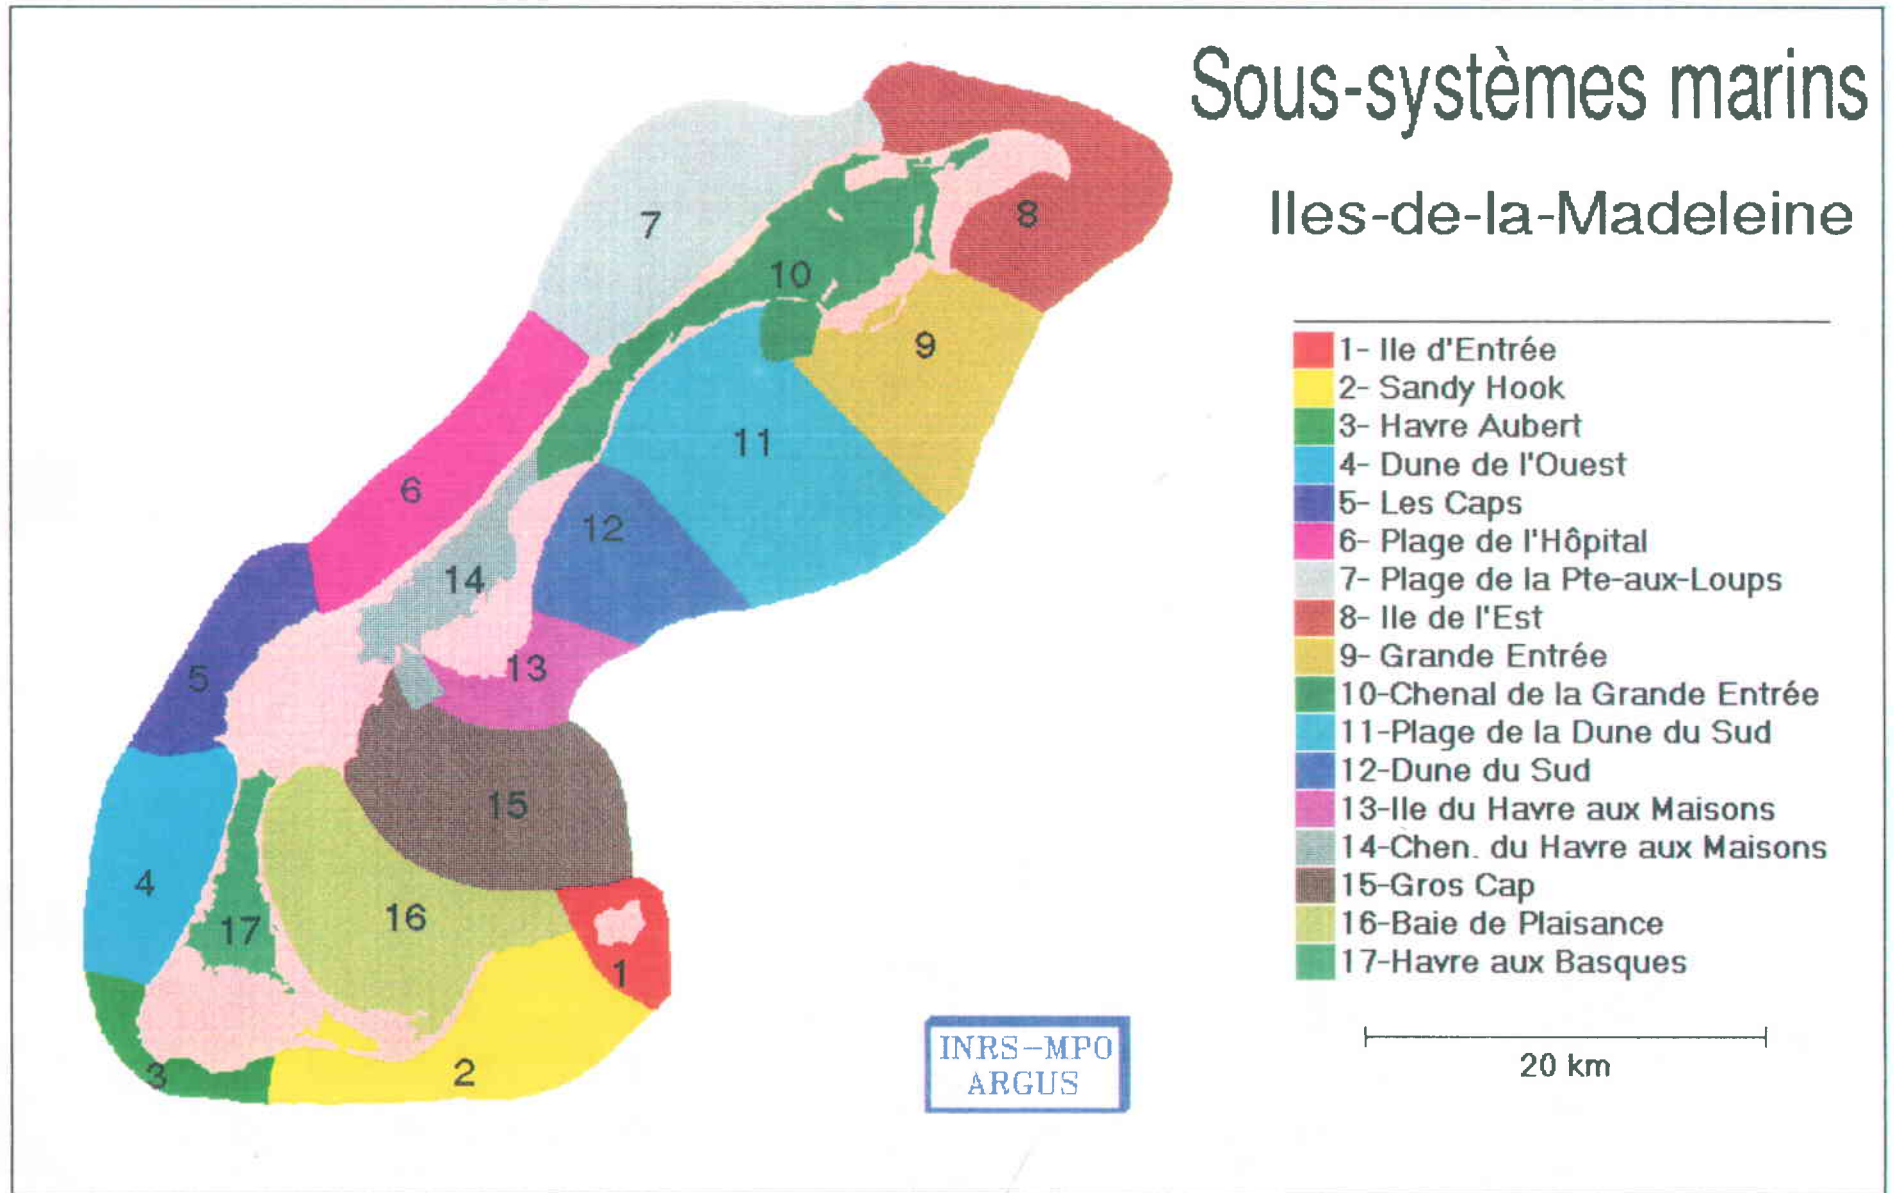 Sous-systèmes marins
Iles-de-la-Madeleine
1- Ile d'Entrée
2- Sandy Hook
3- Havre Aubert
4- Dune de l'Ouest
5- Les Caps
6- Plage de l'Hôpital
7- Plage de la Pte-aux-Loups
8- Ile de l'Est
9- Grande Entrée
10-Chenal de la Grande Entrée
11-Plage de la Dune du Sud
12-Dune du Sud
13-Ile du Havre aux Maisons
14-Chen. du Havre aux Maisons
15-Gros Cap
16-Baie de Plaisance
17-Havre aux Basques
20 km
INRS-MPO
ARGUS
7
8
10
9
11
6
12
14
13
5
15
4
16
17
1
3
2